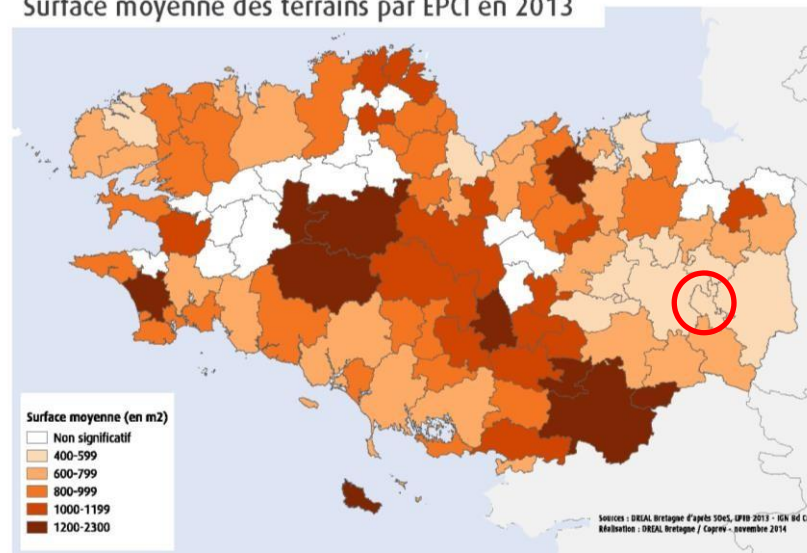 Surface moyenne des terrains par EPCI en 2013
Surface moyenne (en m2)
Non significatif
400-599
600-799
800-999
1000-1199
1200-2300
Sources : DREAL Bretagne d'après SOeS, 2013 - IGN Bd C
Réalisation : DREAL Bretagne / Coprev - novembre 2014